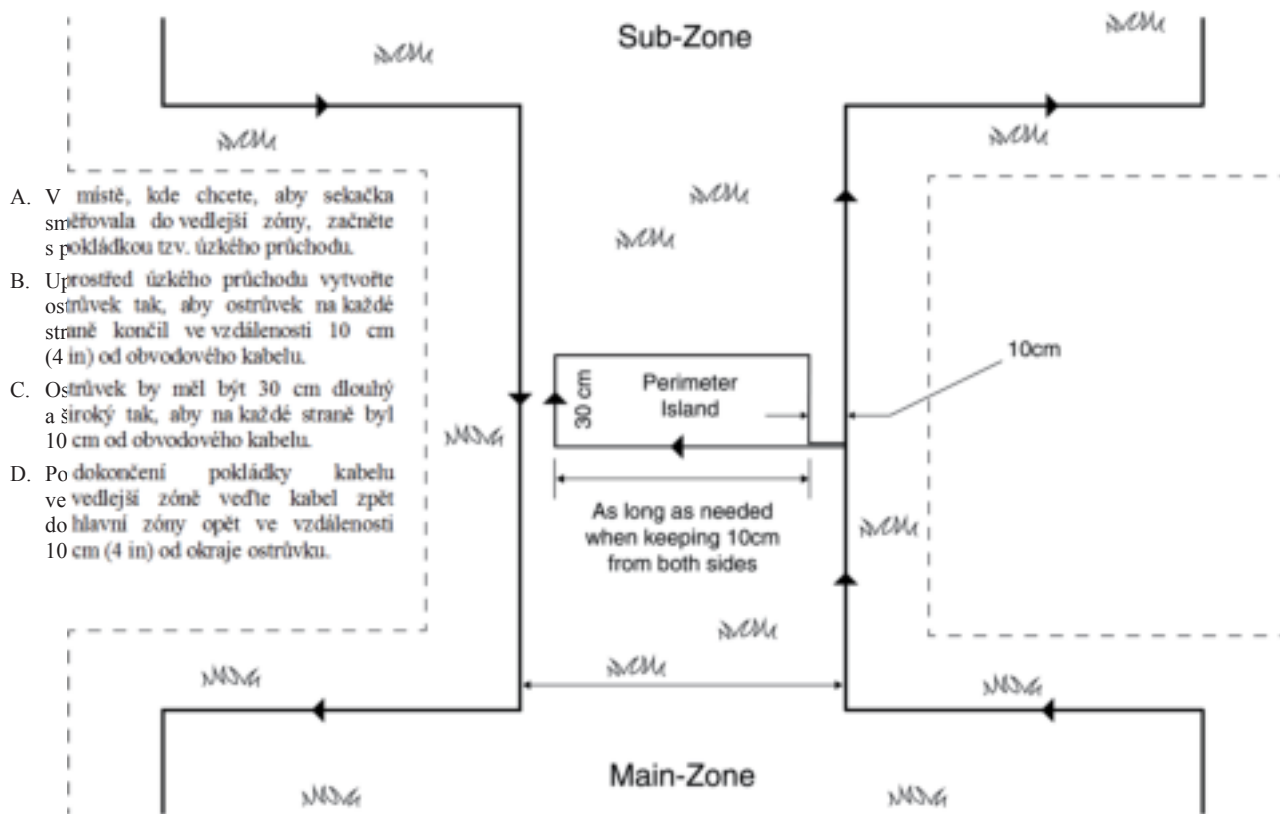 Sub-Zone
A. V místě, kde chcete, aby sekačka
směřovala do vedlejší zóny, začněte
s pokládkou tzv. úzkého průchodu.
B. Uprostřed úzkého průchodu vytvořte
ostrůvek tak, aby ostrůvek na každé
straně končil ve vzdálenosti 10 cm
(4 in) od obvodového kabelu.
C. Ostrůvek by měl být 30 cm dlouhý
a široký tak, aby na každé straně byl
10 cm od obvodového kabelu.
D. Po dokončení pokládky kabelu
ve vedlejší zóně veďte kabel zpět
do hlavní zóny opět ve vzdálenosti
10 cm (4 in) od okraje ostrůvku.
30 cm
Perimeter
Island
10cm
As long as needed
when keeping 10cm
from both sides
Main-Zone